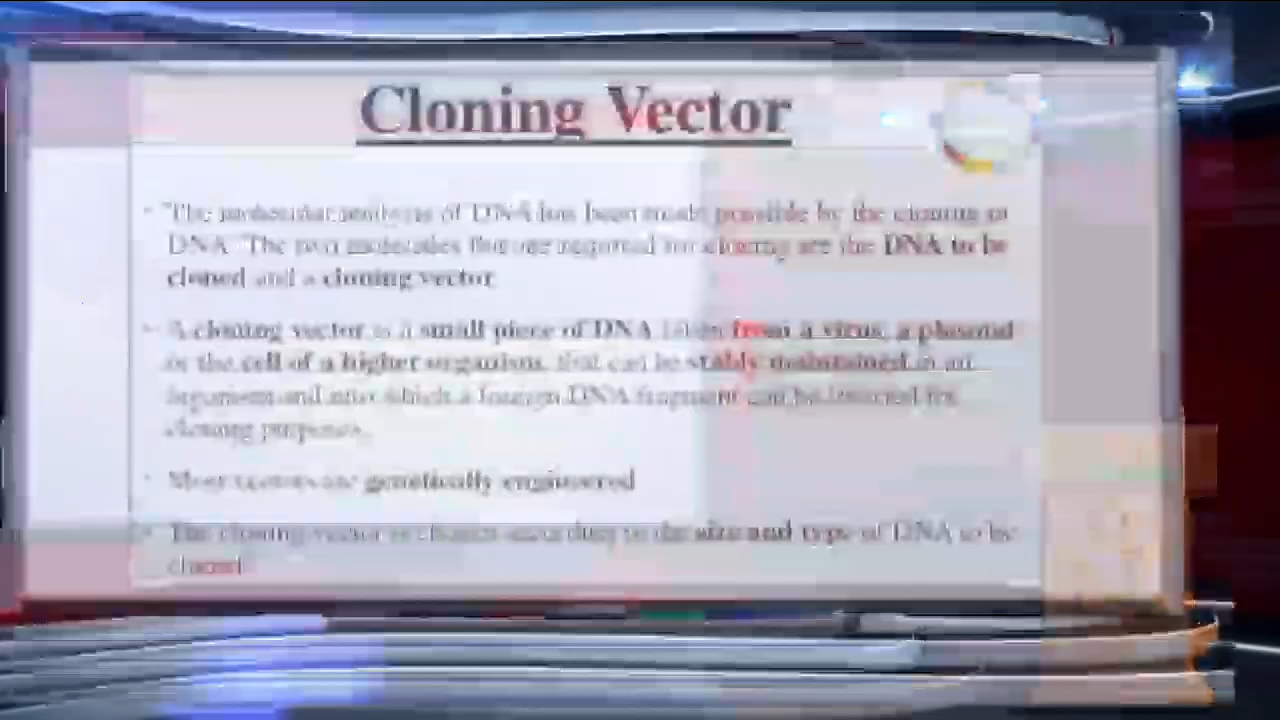 Cloning Vector
The molecular analysis of DNA has been made possible by the cloning of
DNA. The two molecules that are required for cloning are the DNA to be
cloned and a cloning vector
A cloning vector is a small piece of DNA taken from a virus, a plasmid
or the cell of a higher organism, that can be stably maintained in an
organism and into which a foreign DNA fragment can be inserted for
cloning purposes.
Most vectors are genetically engineered
The cloning vector is chosen according to the size and type of DNA to be
cloned